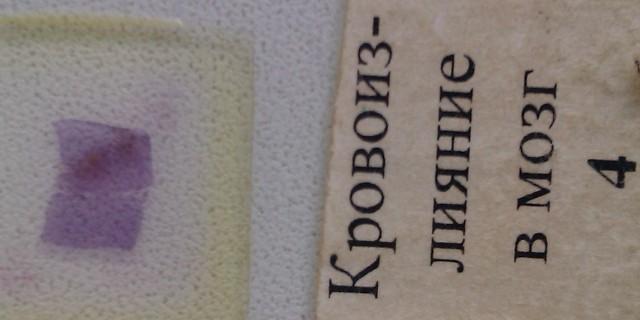 Кровоиз-
лияние
в мозг
4